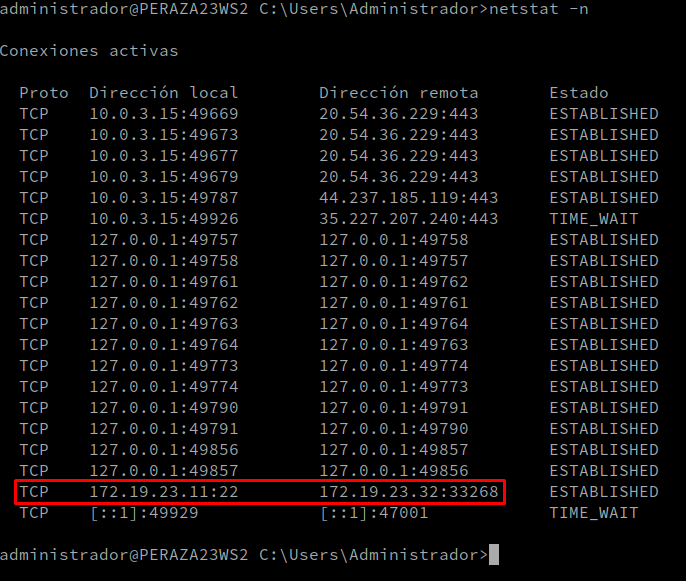 administrador@PERAZA23WS2 C:\Users\Administrador>netstat -n
Conexiones activas
Proto Dirección local Dirección remota Estado
TCP 10.0.3.15:49669 20.54.36.229:443 ESTABLISHED
TCP 10.0.3.15:49673 20.54.36.229:443 ESTABLISHED
TCP 10.0.3.15:49677 20.54.36.229:443 ESTABLISHED
TCP 10.0.3.15:49679 20.54.36.229:443 ESTABLISHED
TCP 10.0.3.15:49787 44.237.185.119:443 ESTABLISHED
TCP 10.0.3.15:49926 35.227.207.240:443 TIME_WAIT
TCP 127.0.0.1:49757 127.0.0.1:49758 ESTABLISHED
TCP 127.0.0.1:49758 127.0.0.1:49757 ESTABLISHED
TCP 127.0.0.1:49761 127.0.0.1:49762 ESTABLISHED
TCP 127.0.0.1:49762 127.0.0.1:49761 ESTABLISHED
TCP 127.0.0.1:49763 127.0.0.1:49764 ESTABLISHED
TCP 127.0.0.1:49764 127.0.0.1:49763 ESTABLISHED
TCP 127.0.0.1:49773 127.0.0.1:49774 ESTABLISHED
TCP 127.0.0.1:49774 127.0.0.1:49773 ESTABLISHED
TCP 127.0.0.1:49790 127.0.0.1:49791 ESTABLISHED
TCP 127.0.0.1:49791 127.0.0.1:49790 ESTABLISHED
TCP 127.0.0.1:49856 127.0.0.1:49857 ESTABLISHED
TCP 127.0.0.1:49857 127.0.0.1:49856 ESTABLISHED
TCP 172.19.23.11:22 172.19.23.32:33268 ESTABLISHED
TCP [::1]:49929 [::1]:47001 TIME_WAIT
administrador@PERAZA23WS2 C:\Users\Administrador>